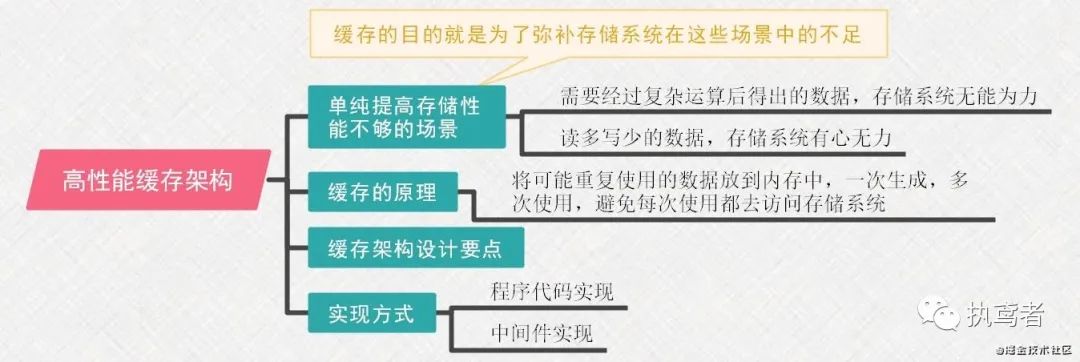 缓存的目的就是为了弥补存储系统在这些场景中的不足
单纯提高存储性
能不够的场景
需要经过复杂运算后得出的数据，存储系统无能为力
读多写少的数据，存储系统有心无力
高性能缓存架构
缓存的原理
将可能重复使用的数据放到内存中，一次生成，多
次使用，避免每次使用都去访问存储系统
缓存架构设计要点
实现方式
程序代码实现
中间件实现
执鸢者
@掘金技术社区